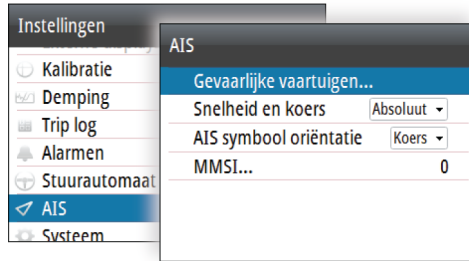 Instellingen
Kalibratie
Demping
Trip log
Alarmen
Stuurautomaat
AIS
Systeem
AIS
Gevaarlijke vaartuigen...
Snelheid en koers Absoluut
AIS symbool oriëntatie Koers
MMSI... 0